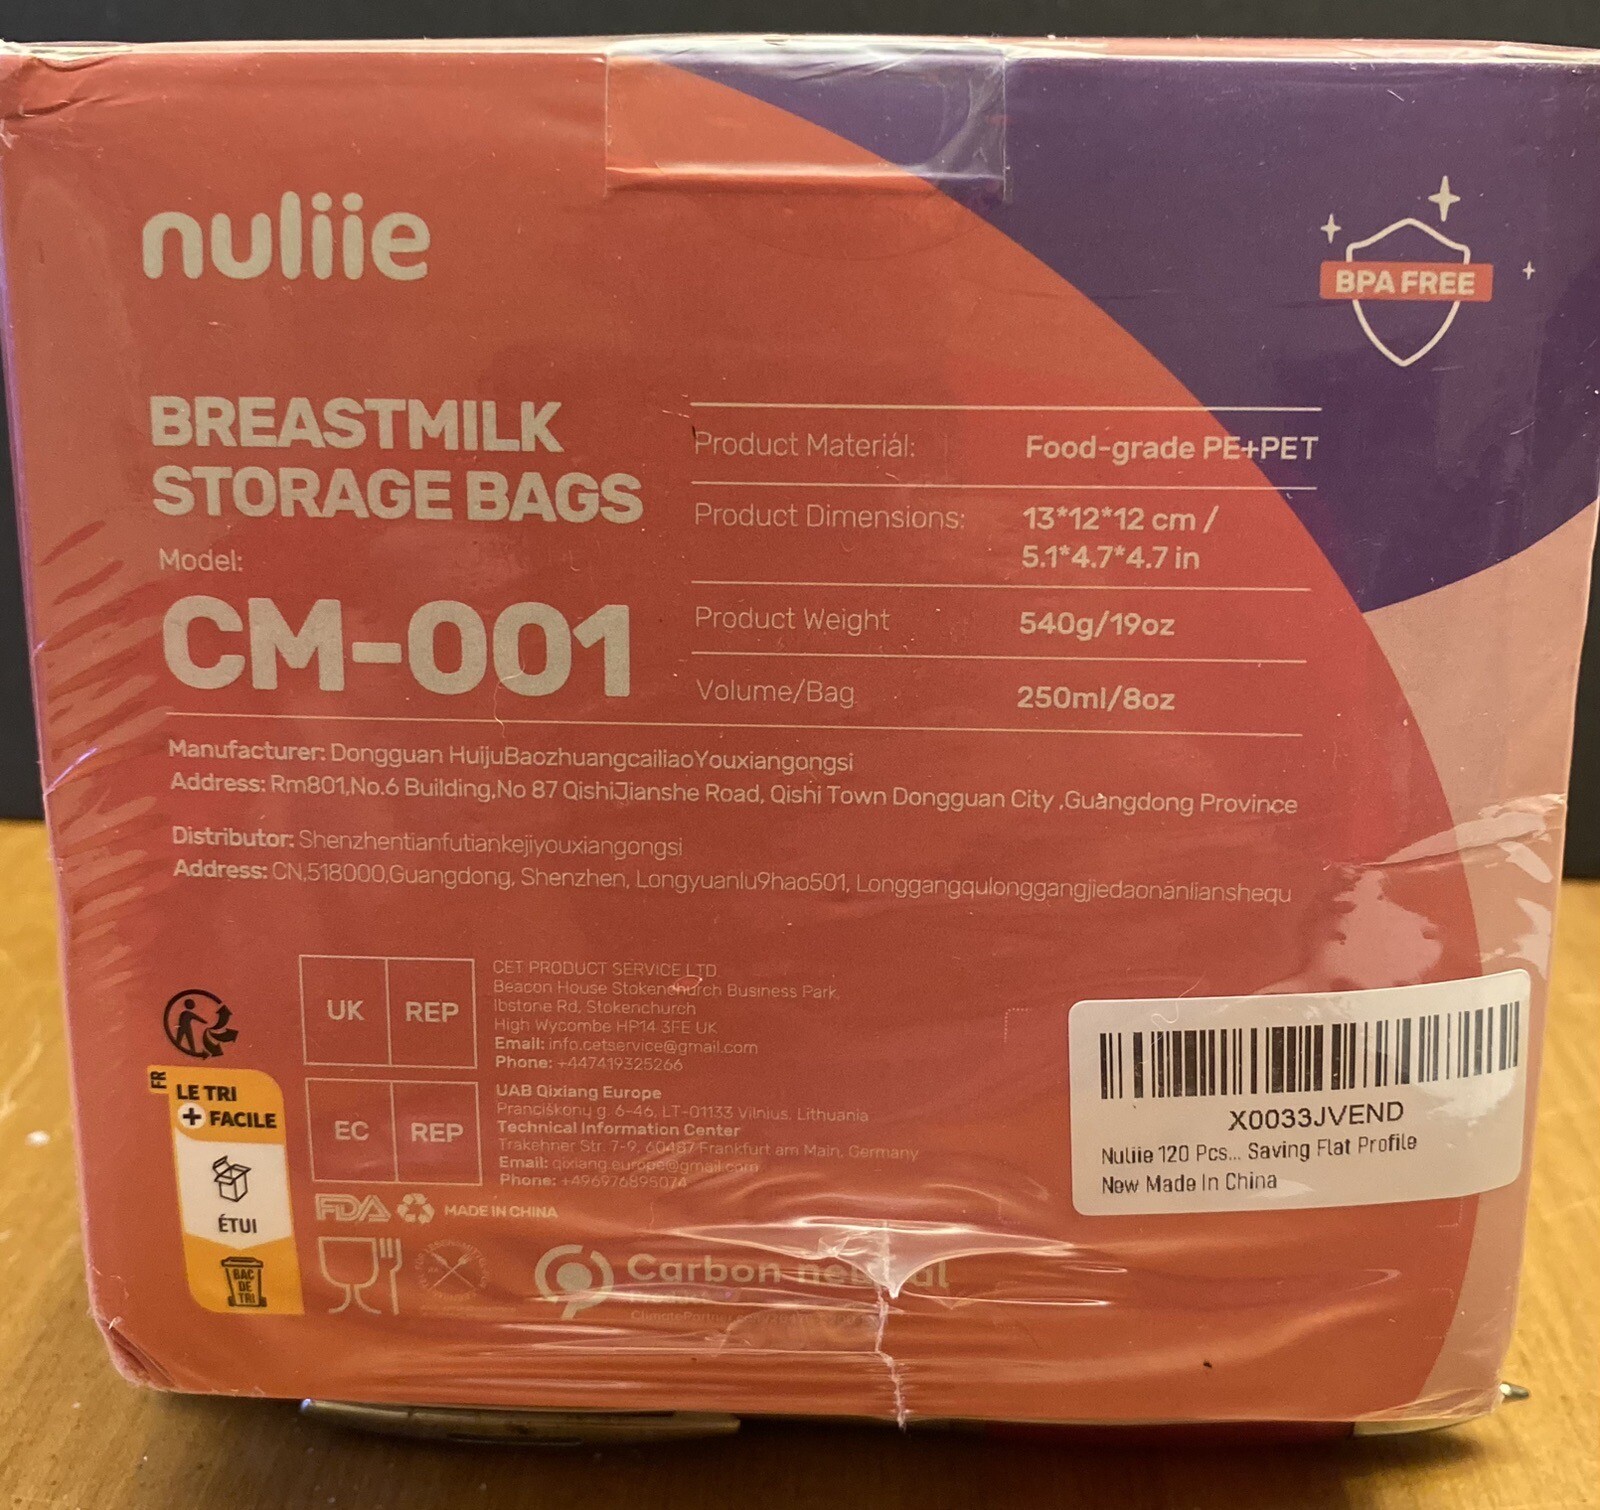 nuliie
BPA FREE
BREASTMILK
STORAGE BAGS
Model:
CM-001
Product Material: Food-grade PE+PET
Product Dimensions: 13*12*12 cm /
5.1*4.7*4.7 in
Product Weight 540g/19oz
Volume/Bag 250ml/8oz
Manufacturer: Dongguan HuijuBaozhuangcailiaoYouxiangongsi
Address: Rm801,No.6 Building,No 87 QishiJianshe Road, Qishi Town Dongguan City ,Guangdong Province
Distributor: Shenzhentianfutiankejiyouxiangongsi
Address: CN,518000,Guangdong, Shenzhen, Longyuanlu9hao501, Longgangqulonggangjiedaonanlianshequ
UK REP
CET PRODUCT SERVICE LTD.
Beacon House Stokenchurch Business Park,
Ibstone Rd, Stokenchurch
High Wycombe HP14 3FE UK
Email: info.cetservice@gmail.com
Phone: +447419325266
EC REP
UAB Qixiang Europe
Pranciškonų g. 6-46, LT-01133 Vilnius, Lithuania
Technical Information Center
Trakehner Str. 7-9, 60487 Frankfurt am Main, Germany
Email: qixiang.europe@gmail.com
Phone: +496976895074
FR
LE TRI
+ FACILE
ÉTUI
BAC
DE
TRI
FDA MADE IN CHINA
Carbon neutral
X0033JVEND
Nuliie 120 Pcs... Saving Flat Profile
New Made In China